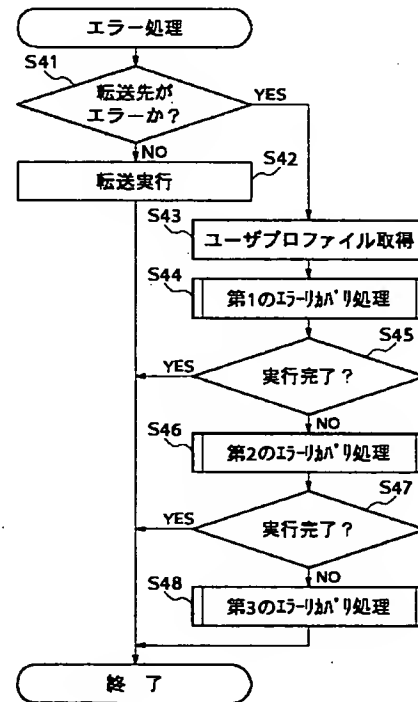 エラー処理
S41
転送先が
エラーか？
YES
NO
S42
転送実行
S43
ユーザプロファイル取得
S44
第1のエラーリカバリ処理
S45
YES
実行完了？
NO
S46
第2のエラーリカバリ処理
S47
YES
実行完了？
NO
S48
第3のエラーリカバリ処理
終了